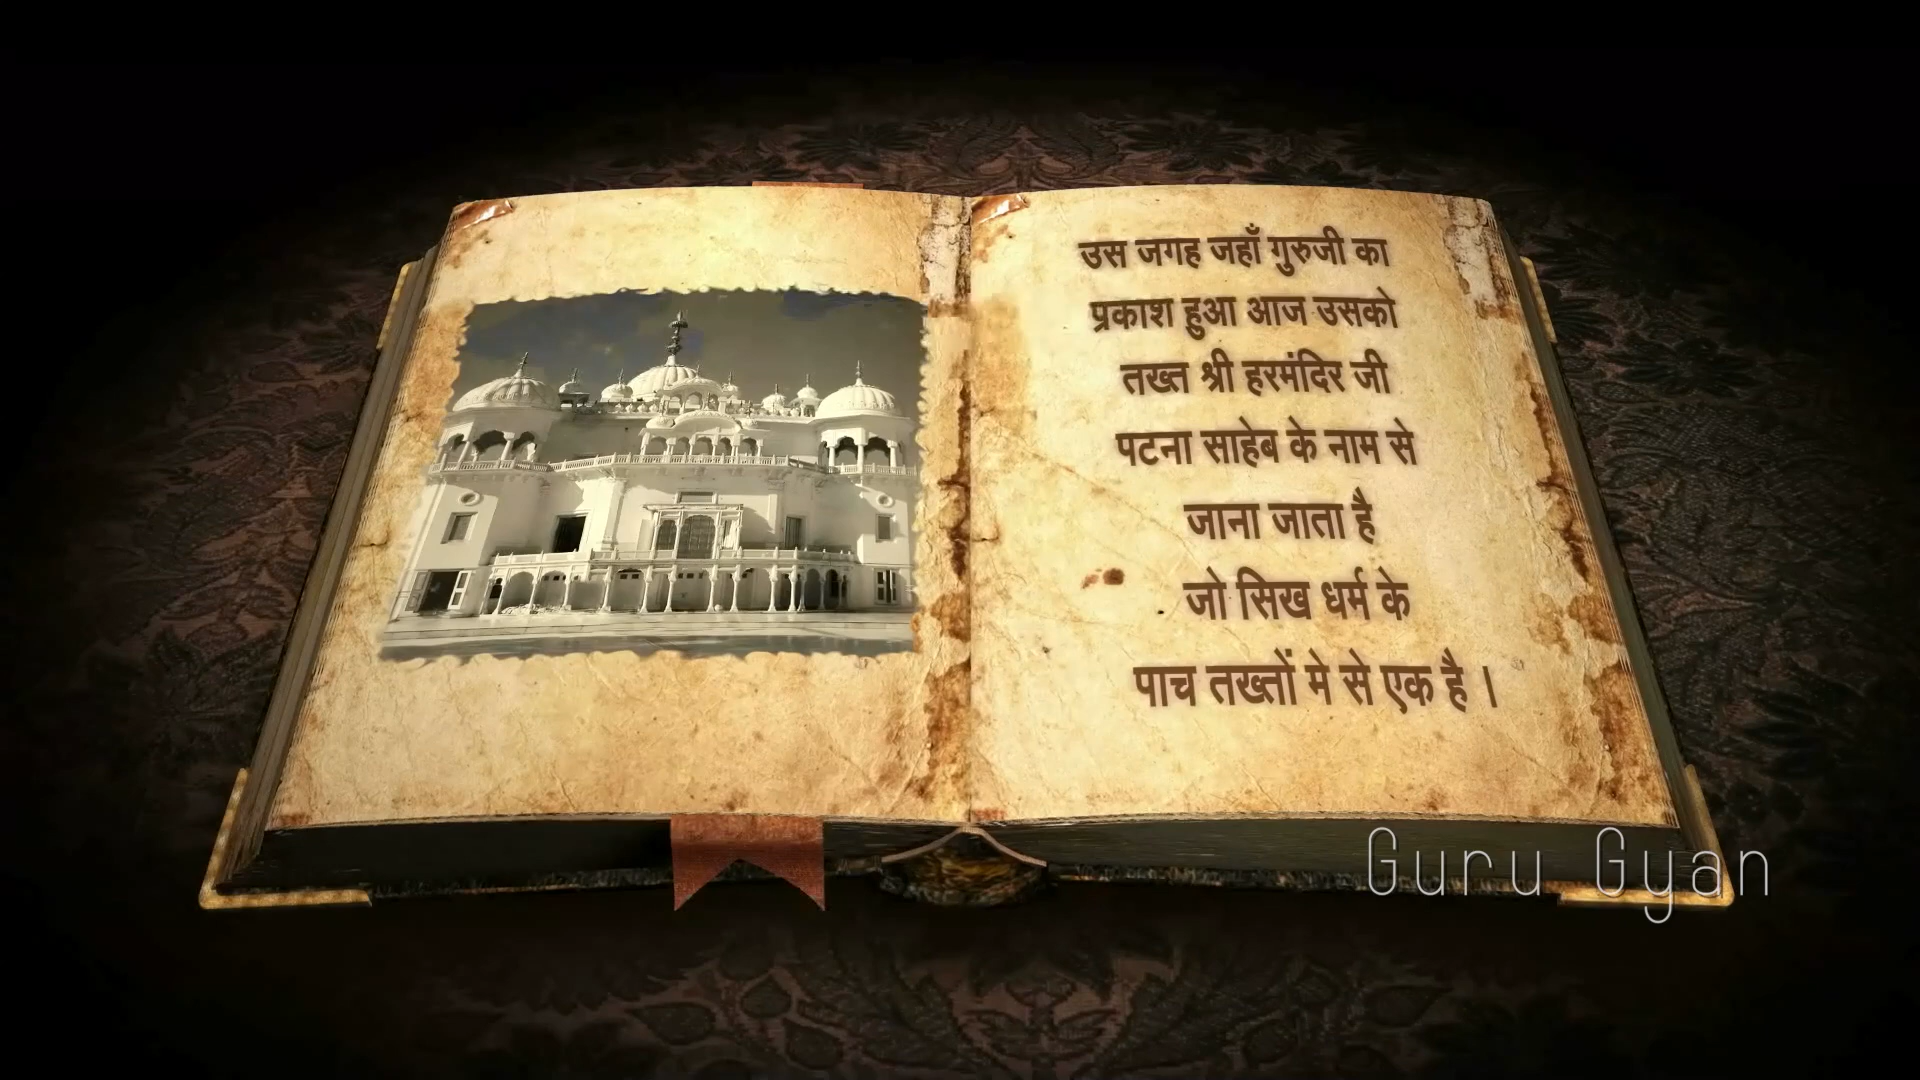 उस जगह जहाँ गुरुजी का
प्रकाश हुआ आज उसको
तख्त श्री हरमंदिर जी
पटना साहेब के नाम से
जाना जाता है
जो सिख धर्म के
पाच तख्तों मे से एक है ।
Guru Gyan